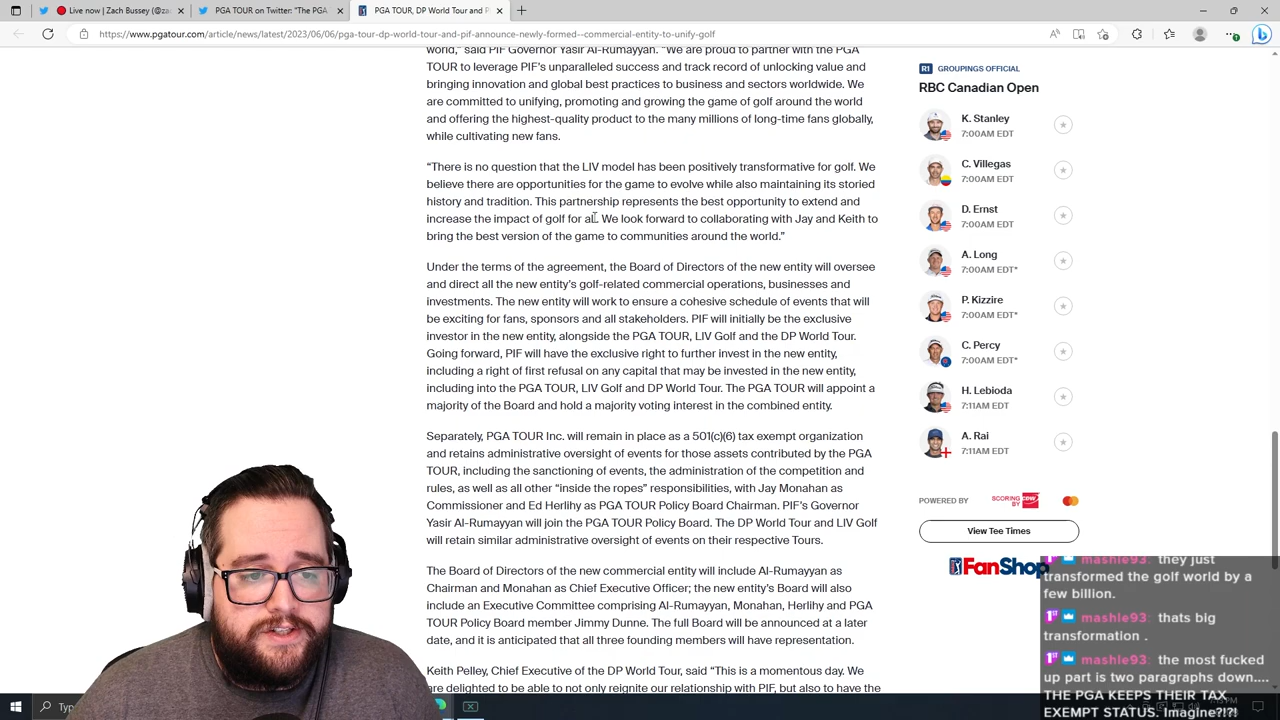 Live now | Zach Bussey (@za
PGA TOUR on Twitter: "The PGA
PGA TOUR, DP World Tour and P
https://www.pgatour.com/article/news/latest/2023/06/06/pga-tour-dp-world-tour-and-pif-announce-newly-formed--commercial-entity-to-unify-golf
world," said PIF Governor Yasir Al-Rumayyan. "We are proud to partner with the PGA
TOUR to leverage PIF's unparalleled success and track record of unlocking value and
bringing innovation and global best practices to business and sectors worldwide. We
are committed to unifying, promoting and growing the game of golf around the world
and offering the highest-quality product to the many millions of long-time fans globally,
while cultivating new fans.
“There is no question that the LIV model has been positively transformative for golf. We
believe there are opportunities for the game to evolve while also maintaining its storied
history and tradition. This partnership represents the best opportunity to extend and
increase the impact of golf for all. We look forward to collaborating with Jay and Keith to
bring the best version of the game to communities around the world.”
Under the terms of the agreement, the Board of Directors of the new entity will oversee
and direct all the new entity’s golf-related commercial operations, businesses and
investments. The new entity will work to ensure a cohesive schedule of events that will
be exciting for fans, sponsors and all stakeholders. PIF will initially be the exclusive
investor in the new entity, alongside the PGA TOUR, LIV Golf and the DP World Tour.
Going forward, PIF will have the exclusive right to further invest in the new entity,
including a right of first refusal on any capital that may be invested in the new entity,
including into the PGA TOUR, LIV Golf and DP World Tour. The PGA TOUR will appoint a
majority of the Board and hold a majority voting interest in the combined entity.
Separately, PGA TOUR Inc. will remain in place as a 501(c)(6) tax exempt organization
and retains administrative oversight of events for those assets contributed by the PGA
TOUR, including the sanctioning of events, the administration of the competition and
rules, as well as all other “inside the ropes” responsibilities, with Jay Monahan as
Commissioner and Ed Herlihy as PGA TOUR Policy Board Chairman. PIF’s Governor
Yasir Al-Rumayyan will join the PGA TOUR Policy Board. The DP World Tour and LIV Golf
will retain similar administrative oversight of events on their respective Tours.
The Board of Directors of the new commercial entity will include Al-Rumayyan as
Chairman and Monahan as Chief Executive Officer; the new entity’s Board will also
include an Executive Committee comprising Al-Rumayyan, Monahan, Herlihy and PGA
TOUR Policy Board member Jimmy Dunne. The full Board will be announced at a later
date, and it is anticipated that all three founding members will have representation.
Keith Pelley, Chief Executive of the DP World Tour, said “This is a momentous day. We
are delighted to be able to not only reignite our relationship with PIF, but also to have the
R1 GROUPINGS OFFICIAL
RBC Canadian Open
K. Stanley
7:00AM EDT
C. Villegas
7:00AM EDT
D. Ernst
7:00AM EDT
A. Long
7:00AM EDT*
P. Kizzire
7:00AM EDT*
C. Percy
7:00AM EDT*
H. Lebioda
7:11AM EDT
A. Rai
7:11AM EDT
POWERED BY
SCORING BY CDW
View Tee Times
FanShop
mashle93: they just
transformed the golf world by a
few billion.
mashle93: thats big
transformation .
mashle93: the most fucked
up part is two paragraphs down....
THE PGA KEEPS THEIR TAX
EXEMPT STATUS. Imagine?!?!